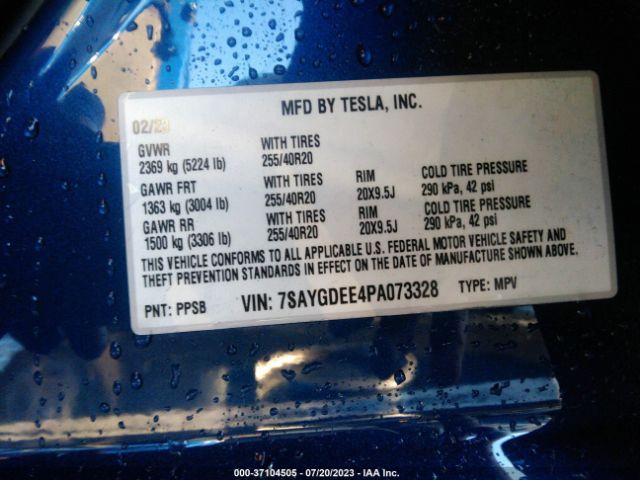 MFD BY TESLA, INC.
02/23
GVWR WITH TIRES
2369 kg (5224 lb) 255/40R20
GAWR FRT WITH TIRES RIM COLD TIRE PRESSURE
1363 kg (3004 lb) 255/40R20 20X9.5J 290 kPa, 42 psi
GAWR RR WITH TIRES RIM COLD TIRE PRESSURE
1500 kg (3306 lb) 255/40R20 20X9.5J 290 kPa, 42 psi
THIS VEHICLE CONFORMS TO ALL APPLICABLE U.S. FEDERAL MOTOR VEHICLE SAFETY AND
THEFT PREVENTION STANDARDS IN EFFECT ON THE DATE OF MANUFACTURE SHOWN ABOVE.
PNT: PPSB VIN: 7SAYGDEE4PA073328 TYPE: MPV
000-37104505 - 07/20/2023 - IAA Inc.